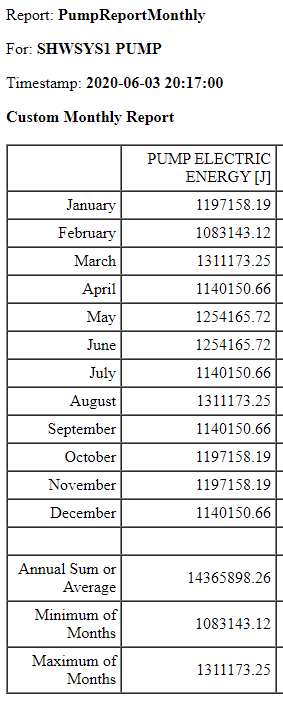 Report: PumpReportMonthly
For: SHWSYS1 PUMP
Timestamp: 2020-06-03 20:17:00
Custom Monthly Report
PUMP ELECTRIC
ENERGY [J]
January 1197158.19
February 1083143.12
March 1311173.25
April 1140150.66
May 1254165.72
June 1254165.72
July 1140150.66
August 1311173.25
September 1140150.66
October 1197158.19
November 1197158.19
December 1140150.66
Annual Sum or
Average 14365898.26
Minimum of
Months 1083143.12
Maximum of
Months 1311173.25